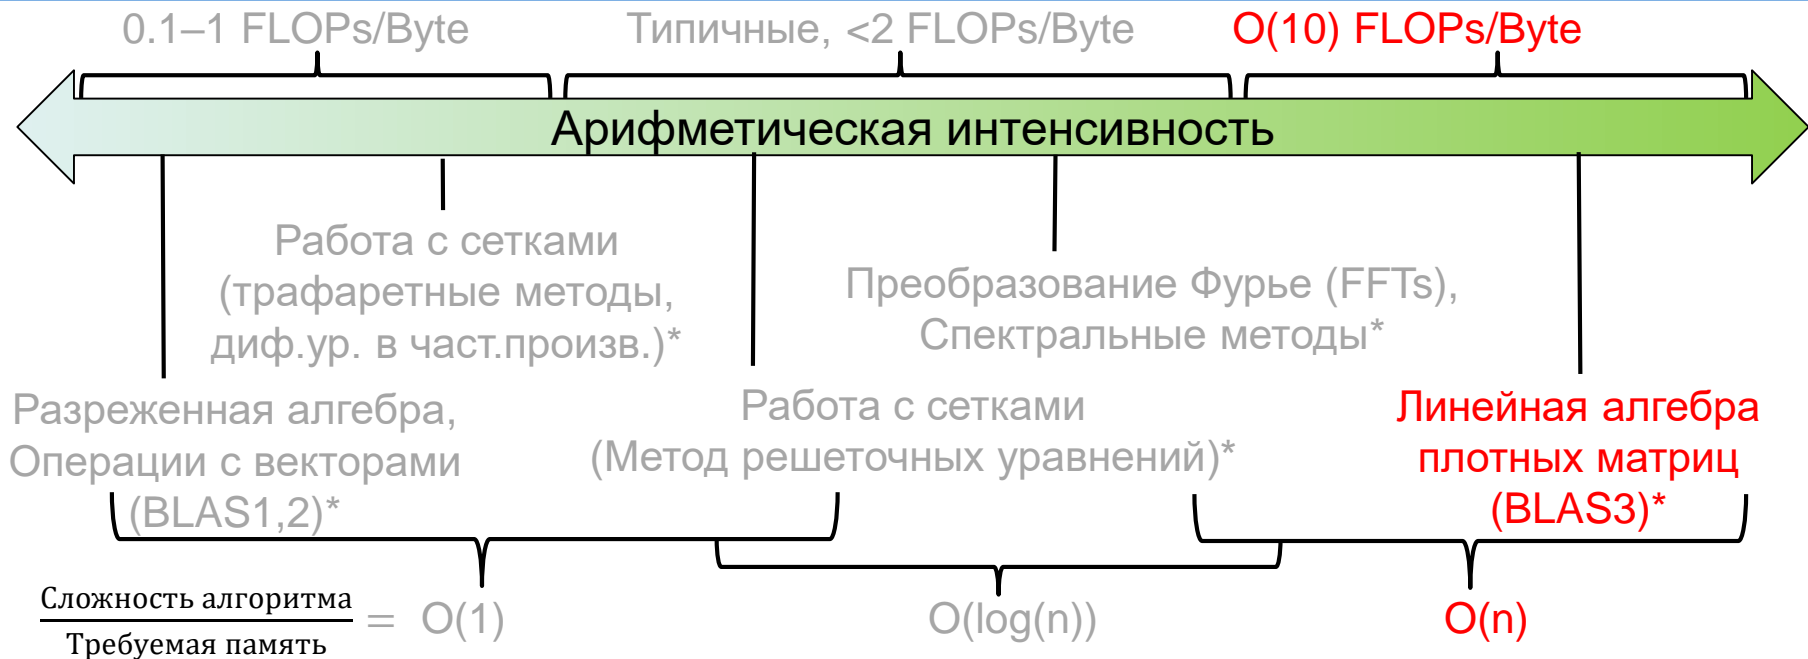 0.1–1 FLOPs/Byte
Типичные, <2 FLOPs/Byte
O(10) FLOPs/Byte
Арифметическая интенсивность
Работа с сетками
(трафаретные методы,
диф.ур. в част.произв.)*
Преобразование Фурье (FFTs),
Спектральные методы*
Разреженная алгебра,
Операции с векторами
(BLAS1,2)*
Работа с сетками
(Метод решеточных уравнений)*
Линейная алгебра
плотных матриц
(BLAS3)*
Сложность алгоритма
Требуемая память
= O(1)
O(log(n))
O(n)